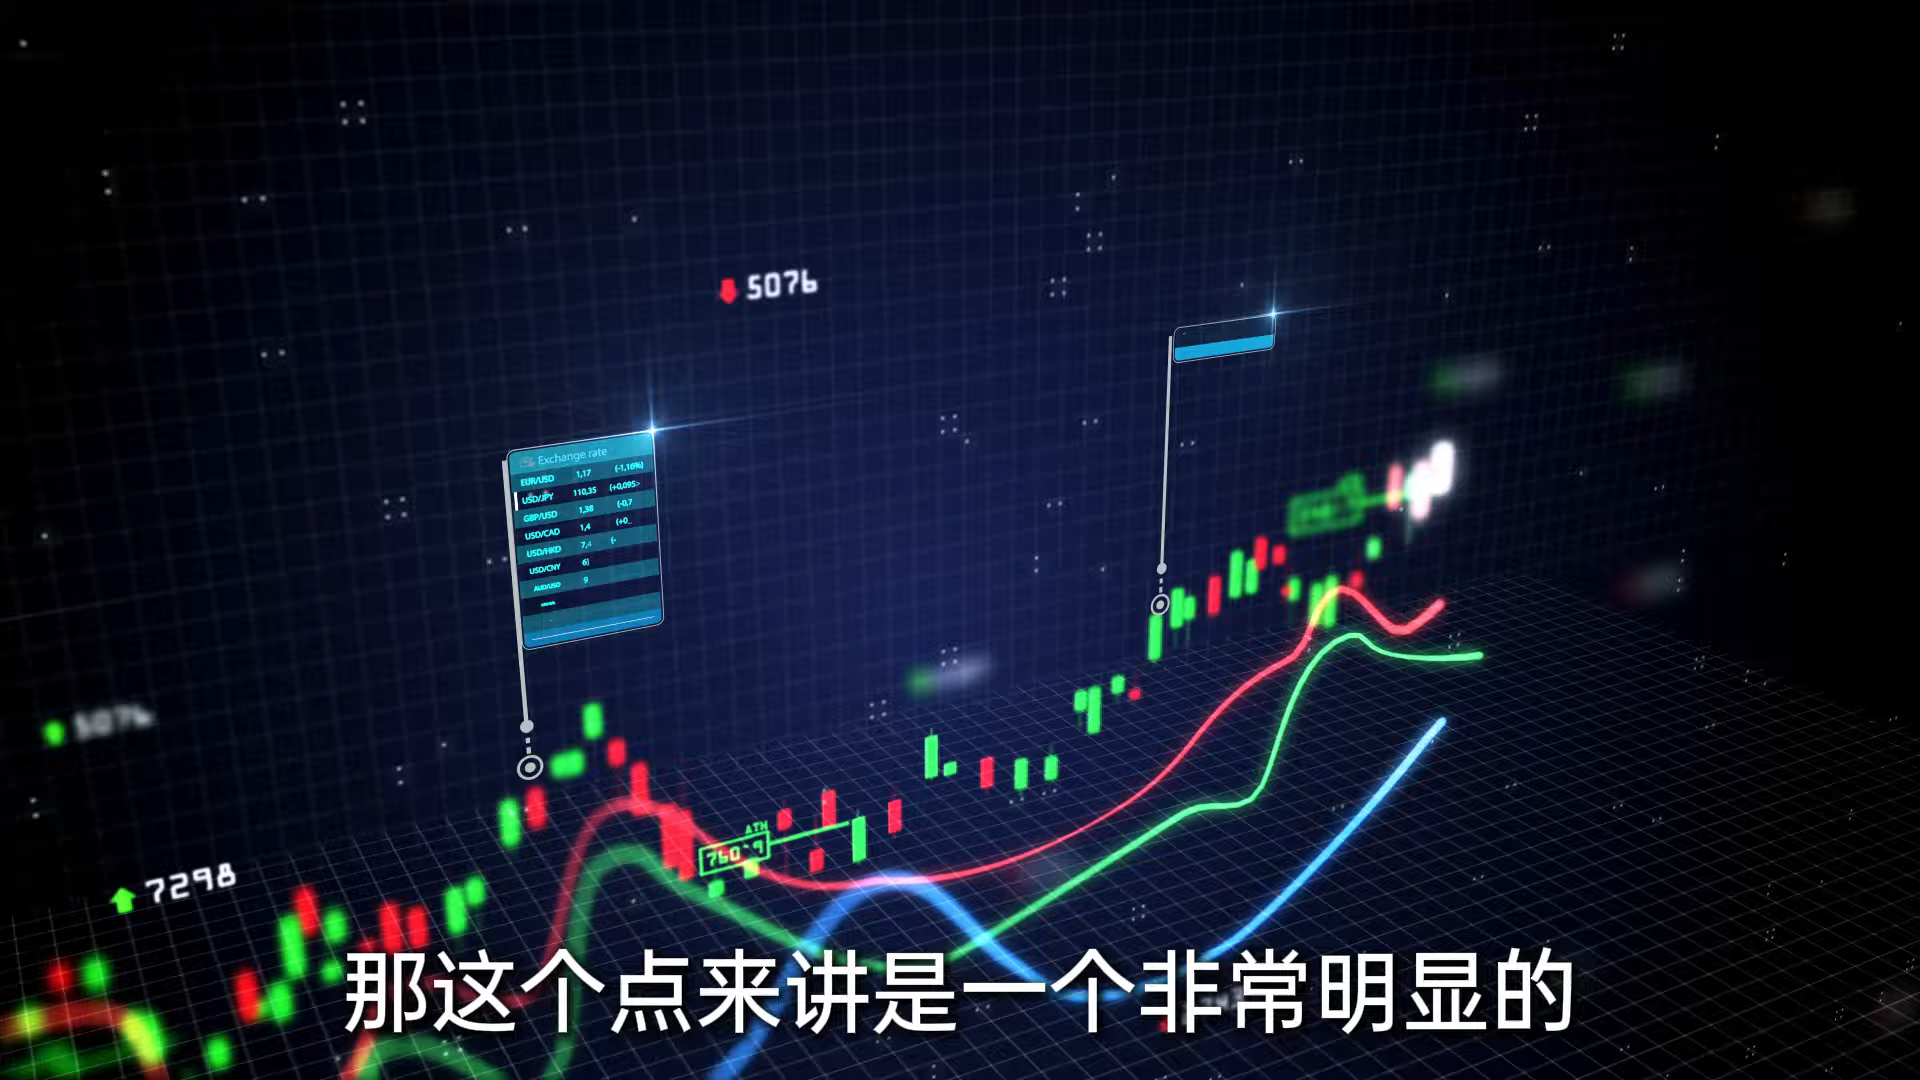 5076
Exchange rate
EUR/USD 1,17 (-1,16%)
USD/JPY 110,35 (+0,095>
GBP/USD 1,38 (-0,7
USD/CAD 1,4 (+0_
USD/HKD 7,4 (-
USD/CNY 6)
AUD/USD 9
5076
ATH
7298
那这个点来讲是一个非常明显的